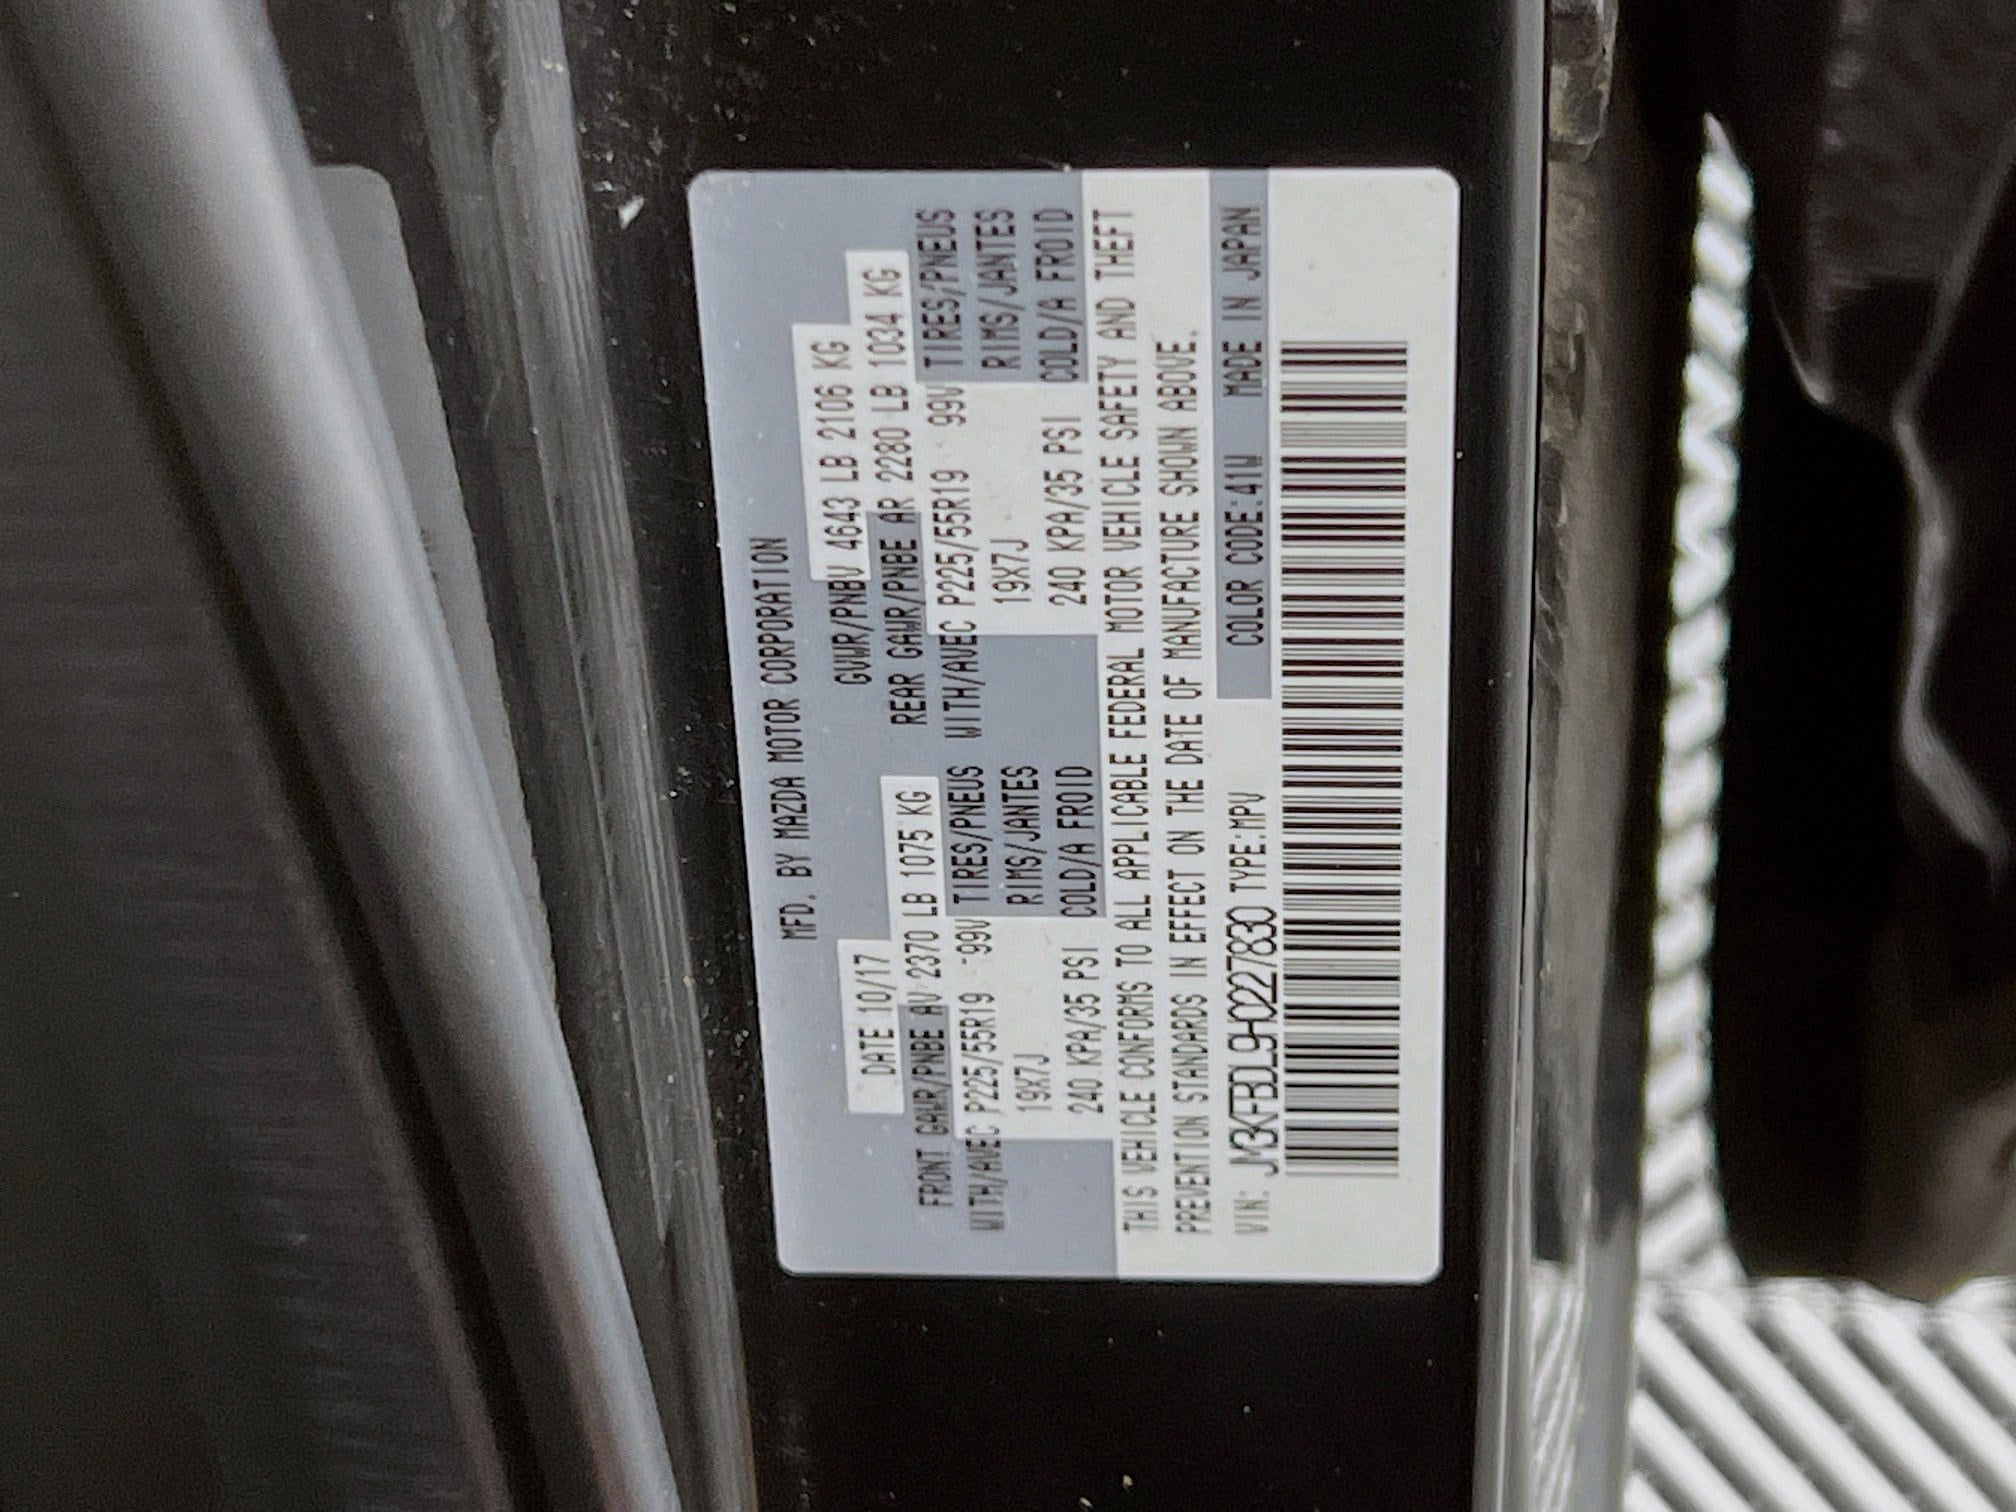 MFD. BY MAZDA MOTOR CORPORATION
DATE 10/17 GVWR/PNBV 4643 LB 2106 KG
FRONT GAWR/PNBE AV 2370 LB 1075 KG REAR GAWR/PNBE AR 2280 LB 1034 KG
WITH/AVEC P225/55R19 99V TIRES/PNEUS WITH/AVEC P225/55R19 99V TIRES/PNEUS
19X7J RIMS/JANTES 19X7J RIMS/JANTES
240 KPA/35 PSI COLD/A FROID 240 KPA/35 PSI COLD/A FROID
THIS VEHICLE CONFORMS TO ALL APPLICABLE FEDERAL MOTOR VEHICLE SAFETY AND THEFT
PREVENTION STANDARDS IN EFFECT ON THE DATE OF MANUFACTURE SHOWN ABOVE.
VIN: JM3KFBDL9H0227830 TYPE:MPV COLOR CODE:41W MADE IN JAPAN